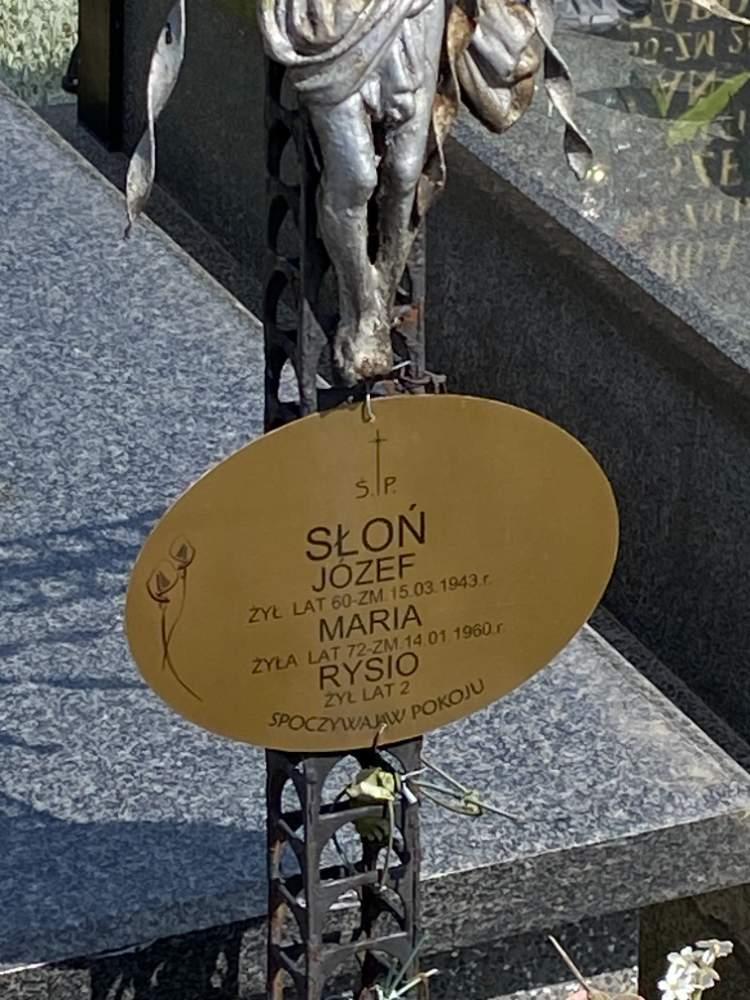 Ś. P.
SŁOŃ
JÓZEF
ŻYŁ LAT 60-ZM.15.03.1943.r.
MARIA
ŻYŁA LAT 72-ZM.14.01.1960.r.
RYSIO
ŻYŁ LAT 2
SPOCZYWAJĄ W POKOJU